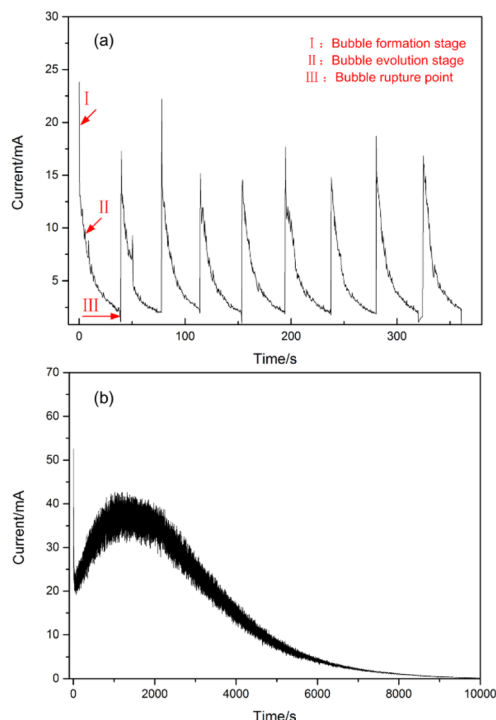 30
(a)
Ⅰ： Bubble formation stage
Ⅱ： Bubble evolution stage
Ⅲ： Bubble rupture point
25
Ⅰ
20
15
Current/mA
Ⅱ
10
5
Ⅲ
0 100 200 300
Time/s
70
(b)
60
50
40
Current/mA
30
20
10
0
0 2000 4000 6000 8000 10000
Time/s